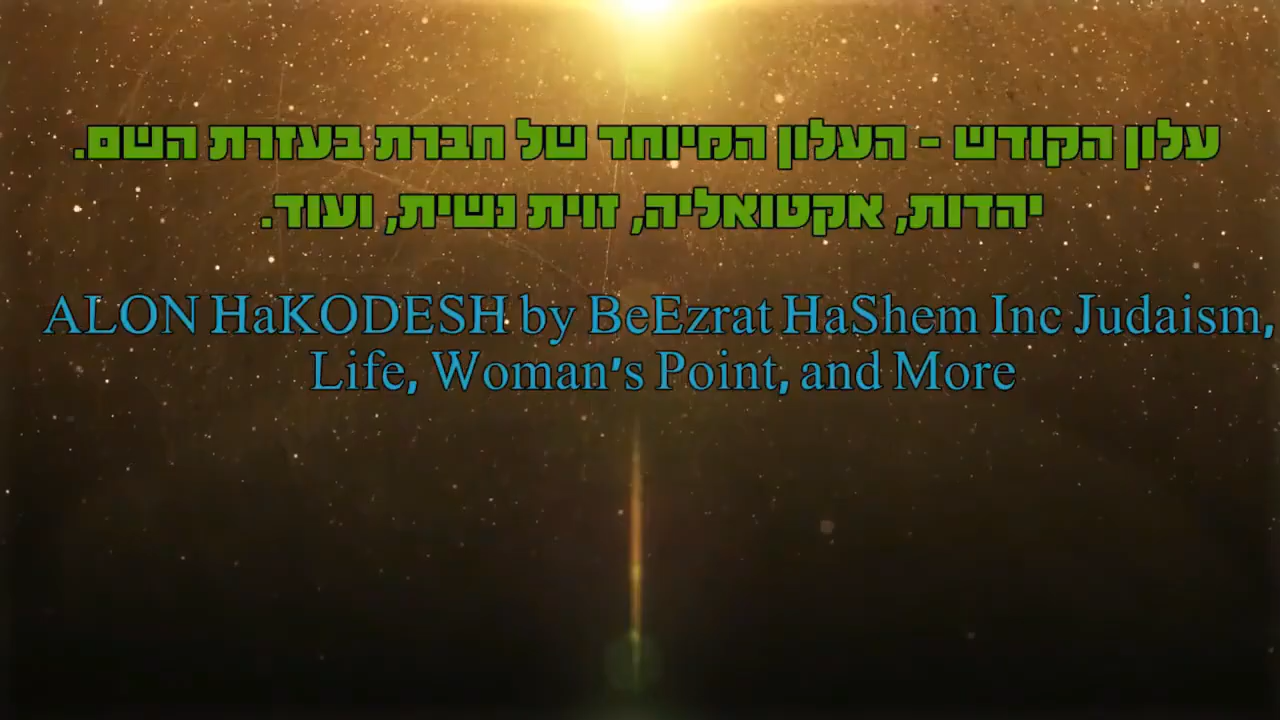 עלון הקודש - העלון המיוחד של חברת בעזרת השם.
יהדות, אקטואליה, זוית נשית, ועוד.
ALON HaKODESH by BeEzrat HaShem Inc Judaism,
Life, Woman's Point, and More